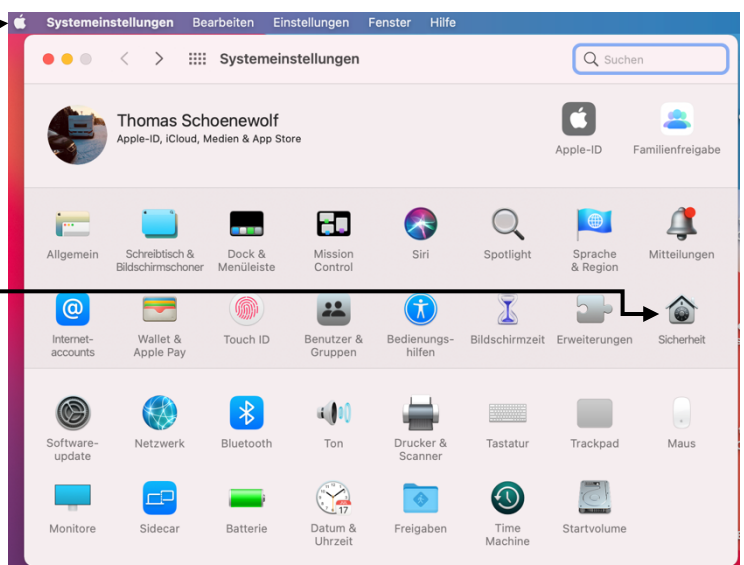 Systemeinstellungen Bearbeiten Einstellungen Fenster Hilfe
Systemeinstellungen
Suchen
Thomas Schoenewolf
Apple-ID, iCloud, Medien & App Store
Apple-ID
Familienfreigabe
Allgemein
Schreibtisch &
Bildschirmschoner
Dock &
Menüleiste
Mission
Control
Siri
Spotlight
Sprache
& Region
Mitteilungen
Internet-
accounts
Wallet &
Apple Pay
Touch ID
Benutzer &
Gruppen
Bedienungs-
hilfen
Bildschirmzeit
Erweiterungen
Sicherheit
Software-
update
Netzwerk
Bluetooth
Ton
Drucker &
Scanner
Tastatur
Trackpad
Maus
Monitore
Sidecar
Batterie
17
Datum &
Uhrzeit
Freigaben
Time
Machine
Startvolume